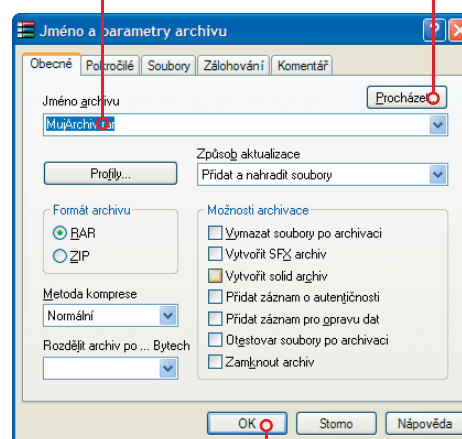 Jméno a parametry archivu
Obecné Pokročilé Soubory Zálohování Komentář
Jméno archivu
Procházet...
MujArchiv.rar
Způsob aktualizace
Profily... Přidat a nahradit soubory
Formát archivu
RAR
ZIP
Metoda komprese
Normální
Rozdělit archiv po ... Bytech
Možnosti archivace
Vymazat soubory po archivaci
Vytvořit SFX archiv
Vytvořit solid archiv
Přidat záznam o autentičnosti
Přidat záznam pro opravu dat
Otestovar soubory po archivaci
Zamknout archiv
OK Storno Nápověda